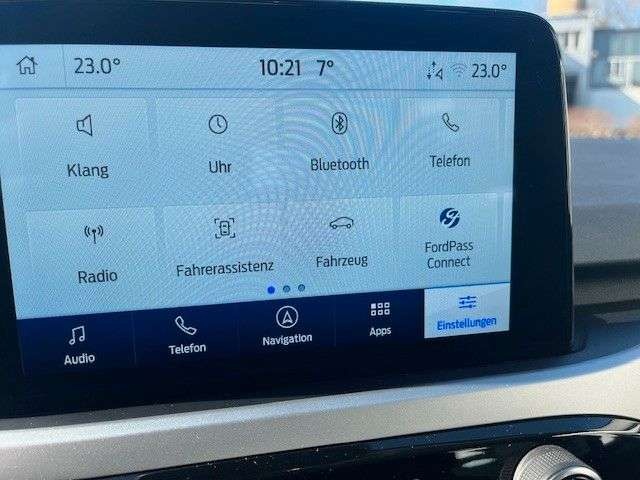 23.0° 10:21 7° 23.0°
Klang Uhr Bluetooth Telefon
Radio Fahrerassistenz Fahrzeug FordPass
Connect
Audio Telefon Navigation Apps Einstellungen